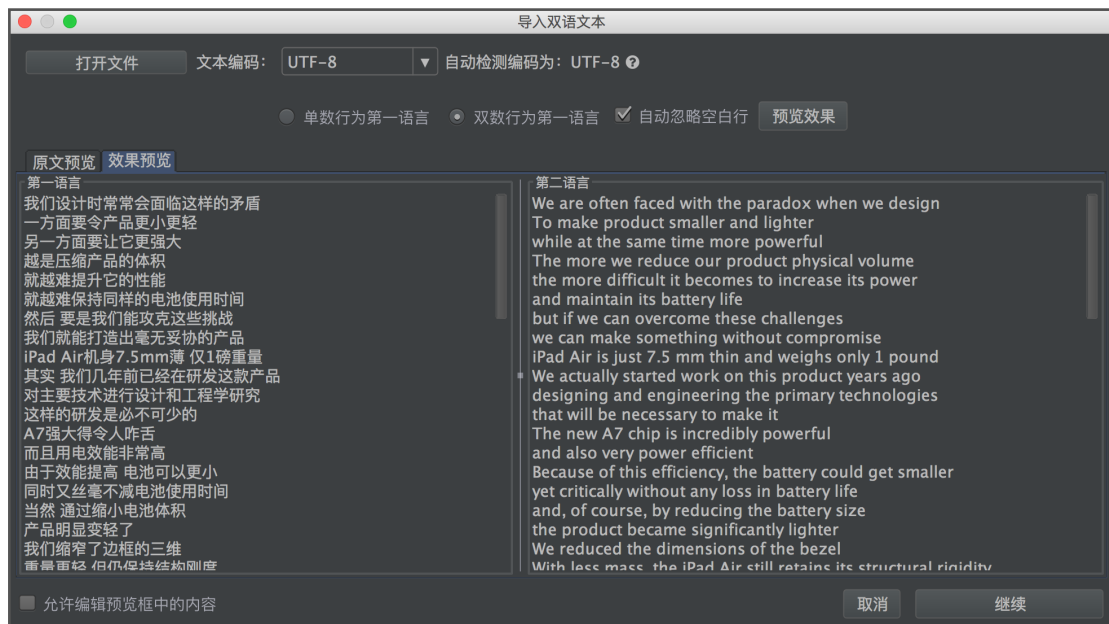 导入双语文本
打开文件 文本编码: UTF-8 自动检测编码为: UTF-8
单数行为第一语言 双数行为第一语言 自动忽略空白行 预览效果
原文预览 效果预览
第一语言
我们设计时常常会面临这样的矛盾
一方面要令产品更小更轻
另一方面要让它更强大
越是压缩产品的体积
就越难提升它的性能
就越难保持同样的电池使用时间
然后 要是我们能攻克这些挑战
我们就能打造出毫无妥协的产品
iPad Air机身7.5mm薄 仅1磅重量
其实 我们几年前已经在研发这款产品
对主要技术进行设计和工程学研究
这样的研发是必不可少的
A7强大得令人咋舌
而且用电效能非常高
由于效能提高 电池可以更小
同时又丝毫不减电池使用时间
当然 通过缩小电池体积
产品明显变轻了
我们缩窄了边框的三维
重量更轻 但仍保持结构刚度
第二语言
We are often faced with the paradox when we design
To make product smaller and lighter
while at the same time more powerful
The more we reduce our product physical volume
the more difficult it becomes to increase its power
and maintain its battery life
but if we can overcome these challenges
we can make something without compromise
iPad Air is just 7.5 mm thin and weighs only 1 pound
We actually started work on this product years ago
designing and engineering the primary technologies
that will be necessary to make it
The new A7 chip is incredibly powerful
and also very power efficient
Because of this efficiency, the battery could get smaller
yet critically without any loss in battery life
and, of course, by reducing the battery size
the product became significantly lighter
We reduced the dimensions of the bezel
With less mass, the iPad Air still retains its structural rigidity
允许编辑预览框中的内容 取消 继续